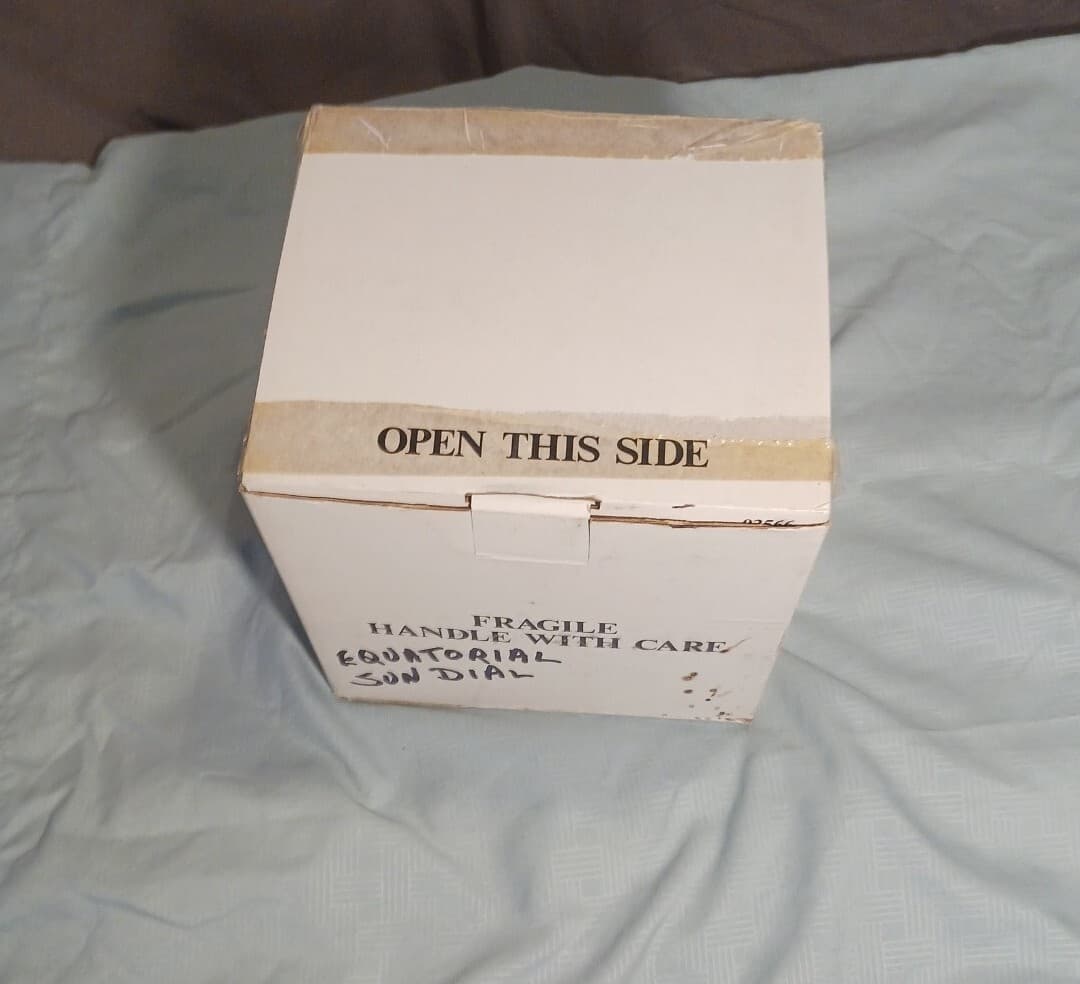 OPEN THIS SIDE
FRAGILE
HANDLE WITH CARE
EQUATORIAL
SUN DIAL